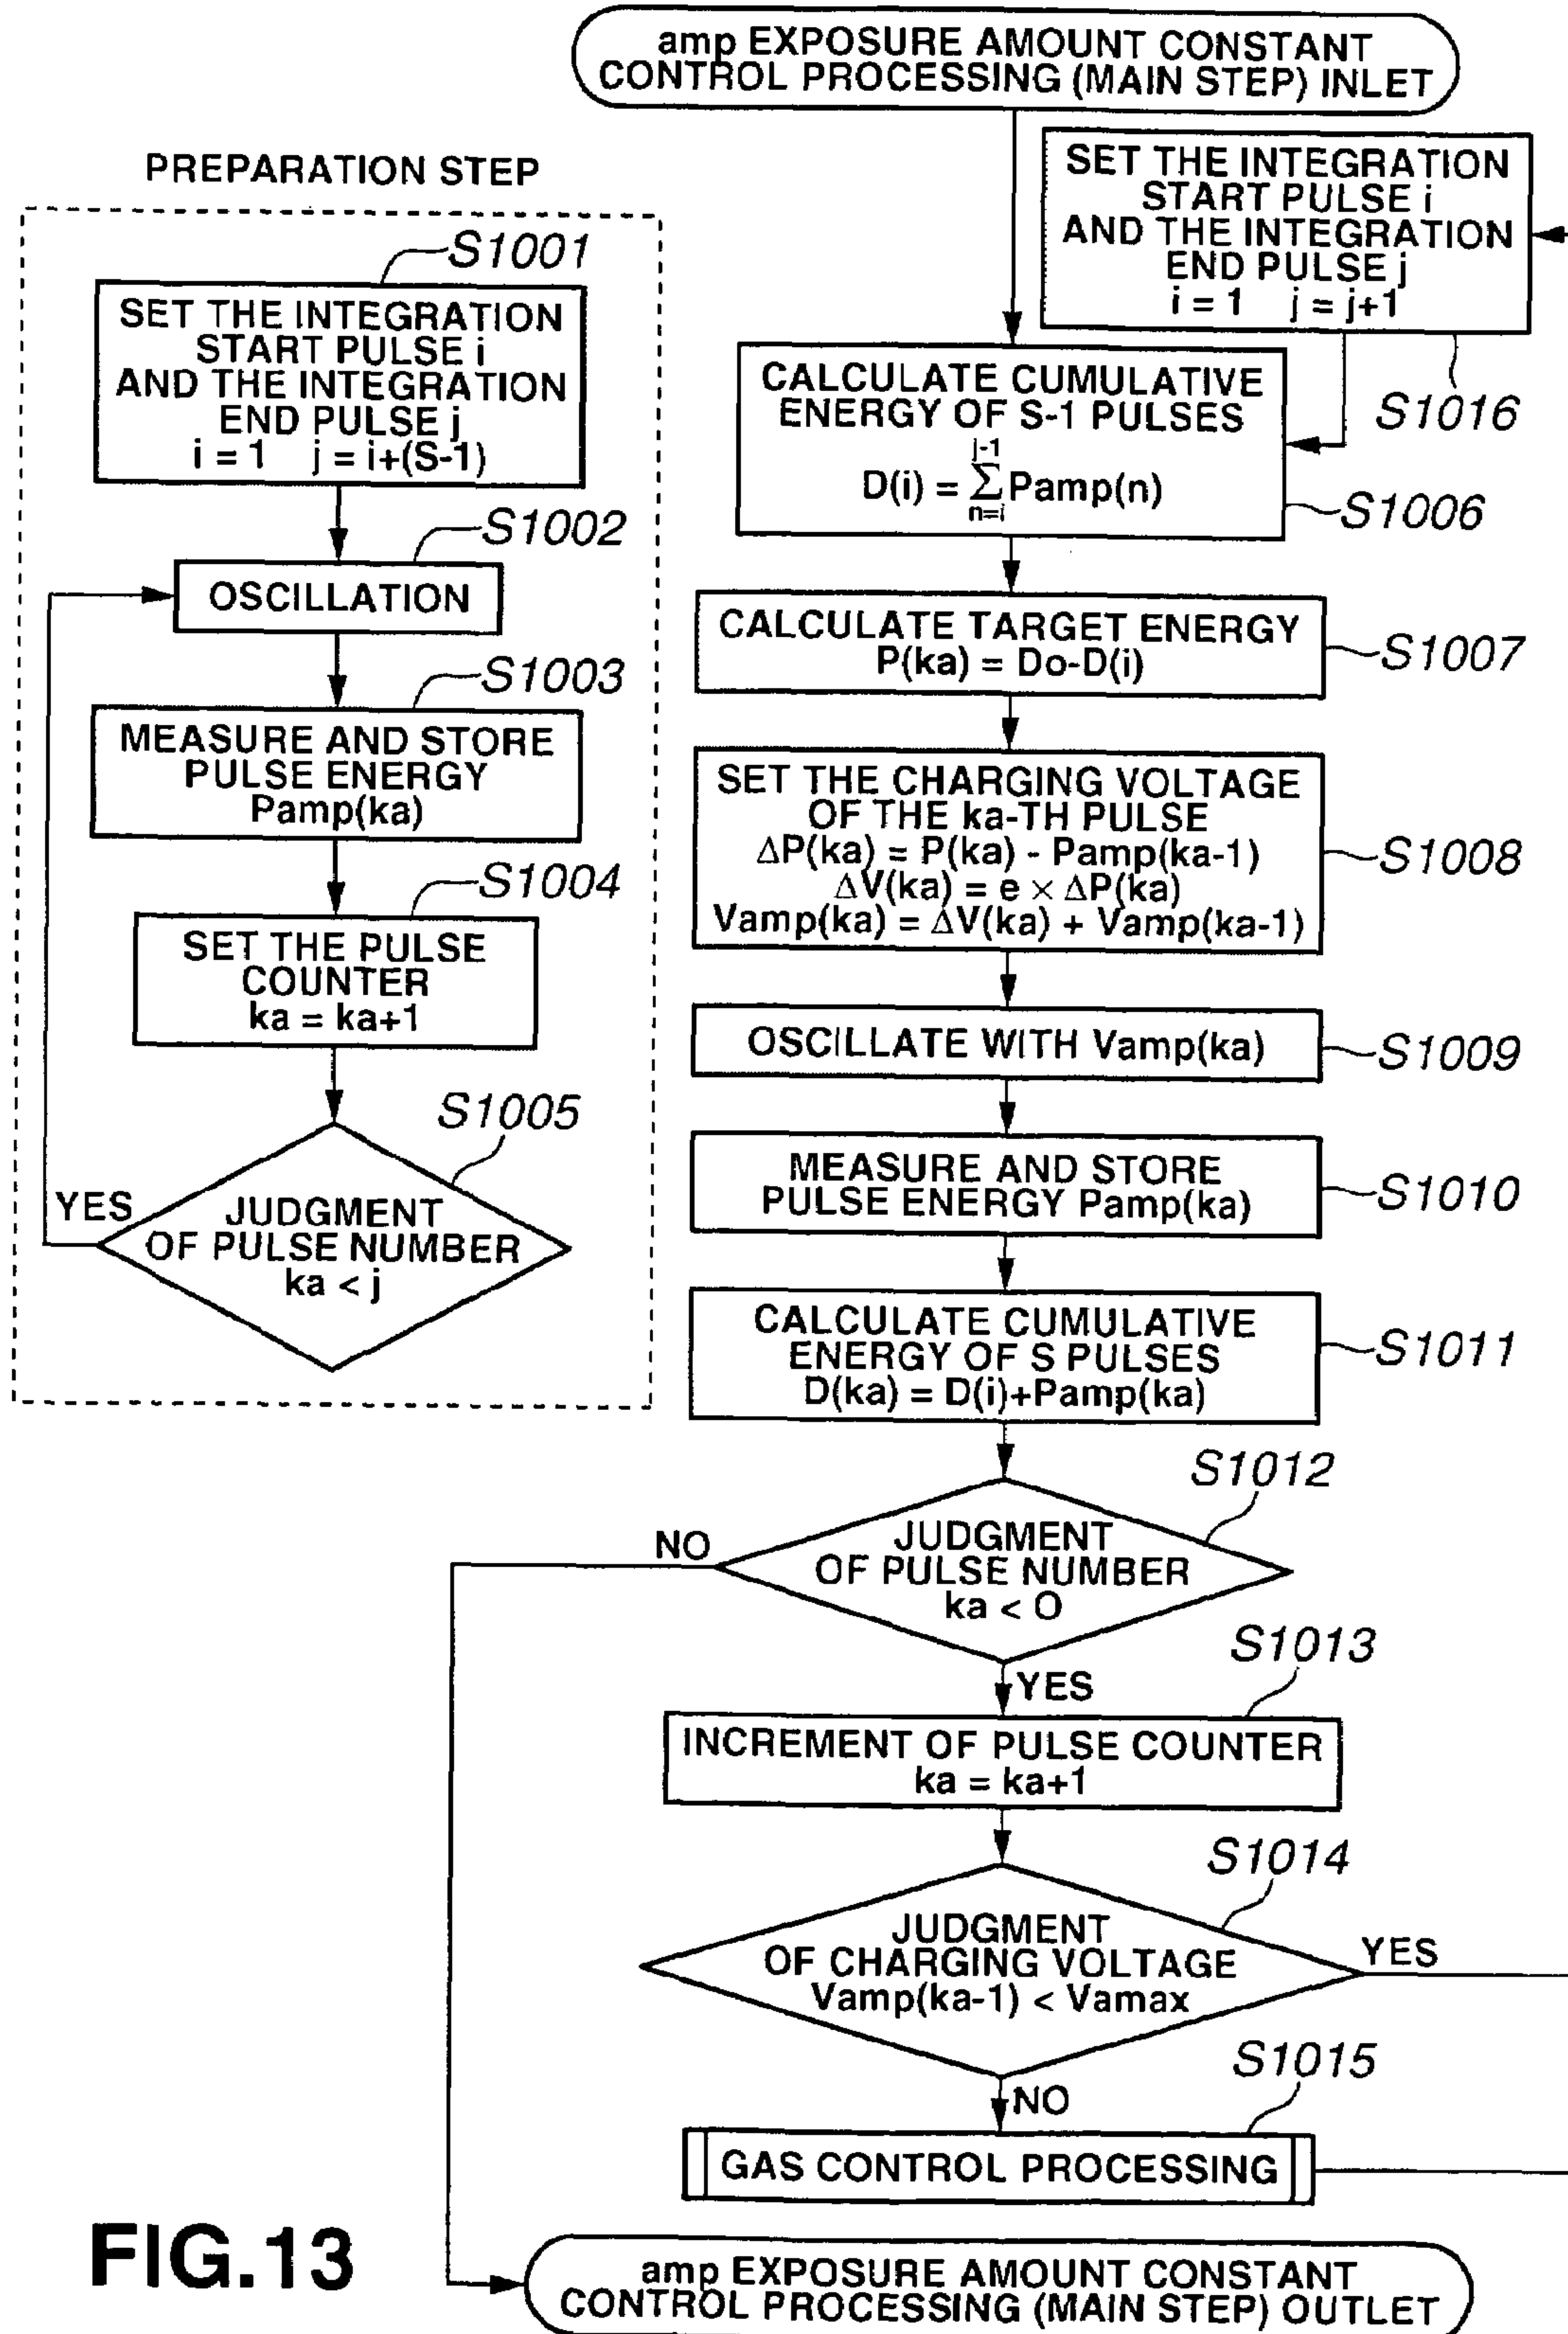 amp EXPOSURE AMOUNT CONSTANT
CONTROL PROCESSING (MAIN STEP) INLET
PREPARATION STEP
S1001
SET THE INTEGRATION
START PULSE i
AND THE INTEGRATION
END PULSE j
i = 1 j = i+(S-1)
S1002
OSCILLATION
S1003
MEASURE AND STORE
PULSE ENERGY
Pamp(ka)
S1004
SET THE PULSE
COUNTER
ka = ka+1
S1005
YES
JUDGMENT
OF PULSE NUMBER
ka < j
SET THE INTEGRATION
START PULSE i
AND THE INTEGRATION
END PULSE j
i = 1 j = j+1
S1016
CALCULATE CUMULATIVE
ENERGY OF S-1 PULSES
j-1
D(i) = ΣPamp(n)
n=i
S1006
CALCULATE TARGET ENERGY
P(ka) = Do-D(i)
S1007
SET THE CHARGING VOLTAGE
OF THE ka-TH PULSE
ΔP(ka) = P(ka) - Pamp(ka-1)
ΔV(ka) = e × ΔP(ka)
Vamp(ka) = ΔV(ka) + Vamp(ka-1)
S1008
OSCILLATE WITH Vamp(ka)
S1009
MEASURE AND STORE
PULSE ENERGY Pamp(ka)
S1010
CALCULATE CUMULATIVE
ENERGY OF S PULSES
D(ka) = D(i)+Pamp(ka)
S1011
S1012
NO
JUDGMENT
OF PULSE NUMBER
ka < O
YES
S1013
INCREMENT OF PULSE COUNTER
ka = ka+1
S1014
JUDGMENT
OF CHARGING VOLTAGE
Vamp(ka-1) < Vamax
YES
NO
S1015
GAS CONTROL PROCESSING
amp EXPOSURE AMOUNT CONSTANT
CONTROL PROCESSING (MAIN STEP) OUTLET
FIG.13